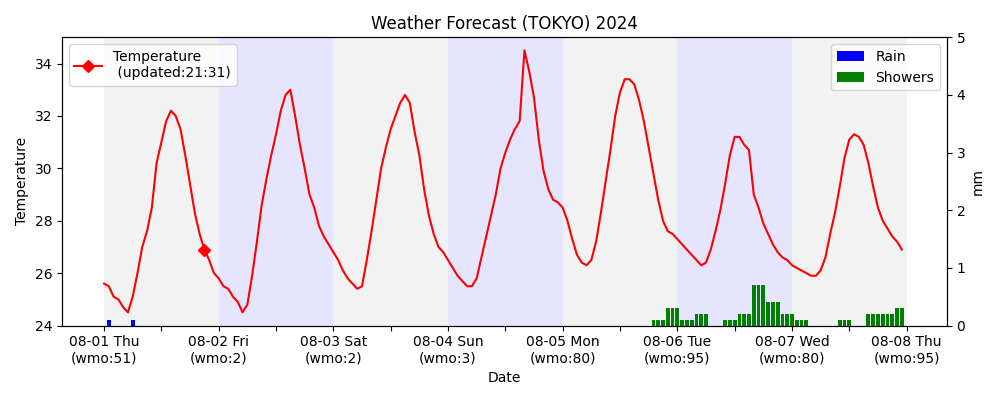 Weather Forecast (TOKYO) 2024
Temperature
(updated:21:31)
Rain
Showers
34
32
30
28
26
24
Temperature
5
4
3
2
1
0
mm
08-01 Thu
(wmo:51)
08-02 Fri
(wmo:2)
08-03 Sat
(wmo:2)
08-04 Sun
(wmo:3)
08-05 Mon
(wmo:80)
08-06 Tue
(wmo:95)
08-07 Wed
(wmo:80)
08-08 Thu
(wmo:95)
Date